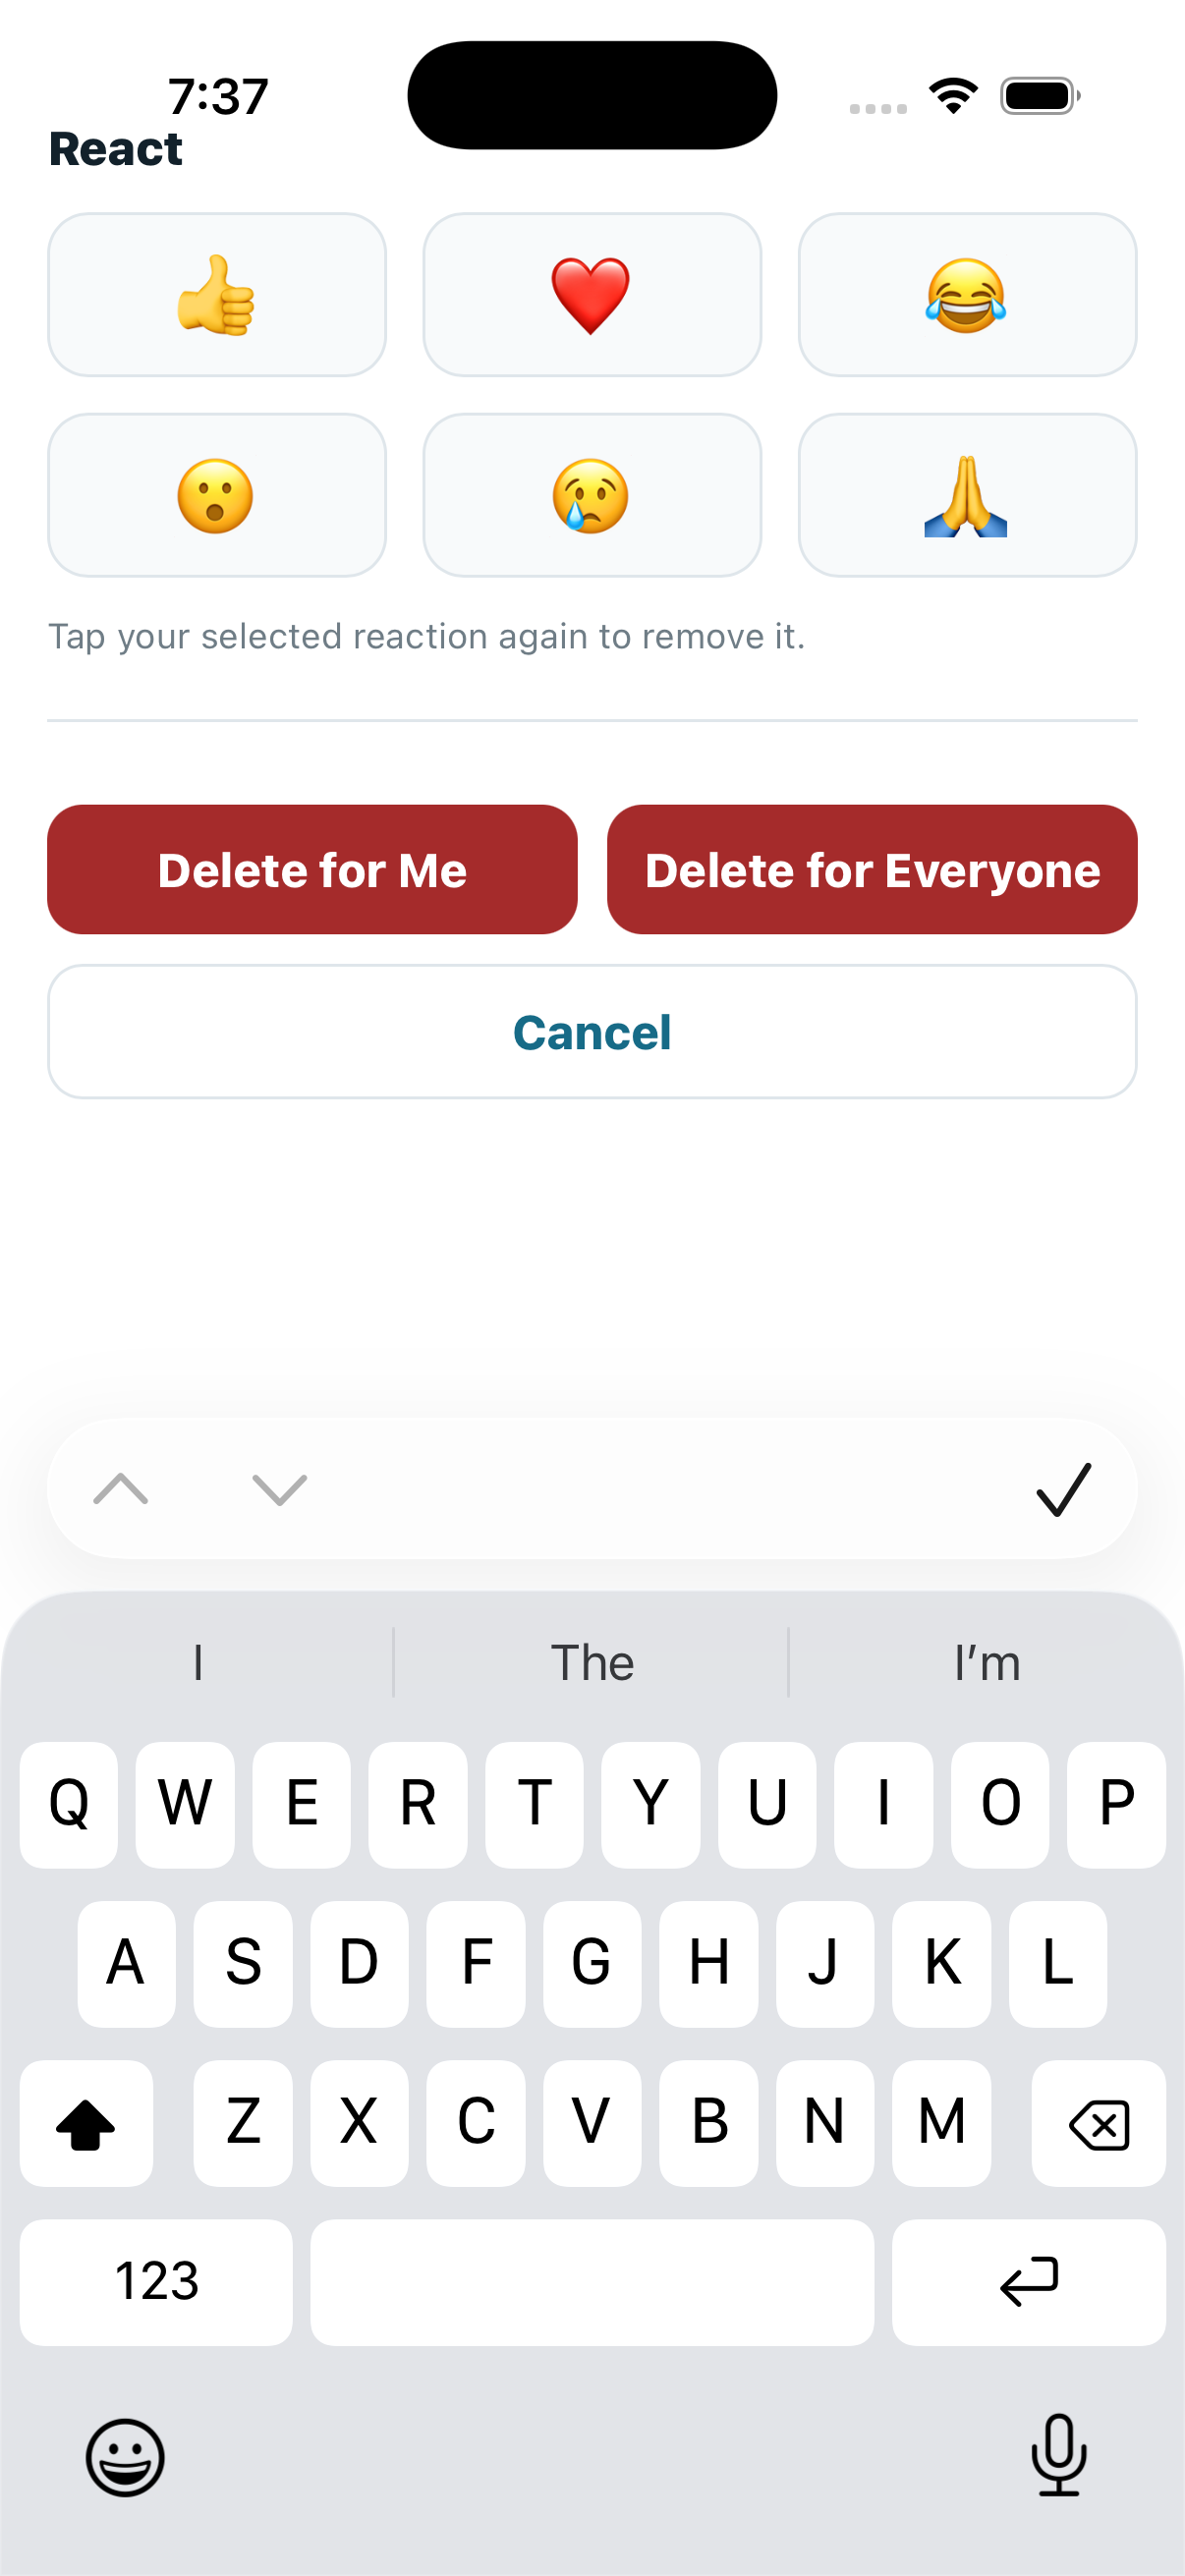 7:37
React
👍 ❤️ 😂
😮 😢 🙏
Tap your selected reaction again to remove it.
Delete for Me Delete for Everyone
Cancel
I The I’m
Q W E R T Y U I O P
A S D F G H J K L
Z X C V B N M
123